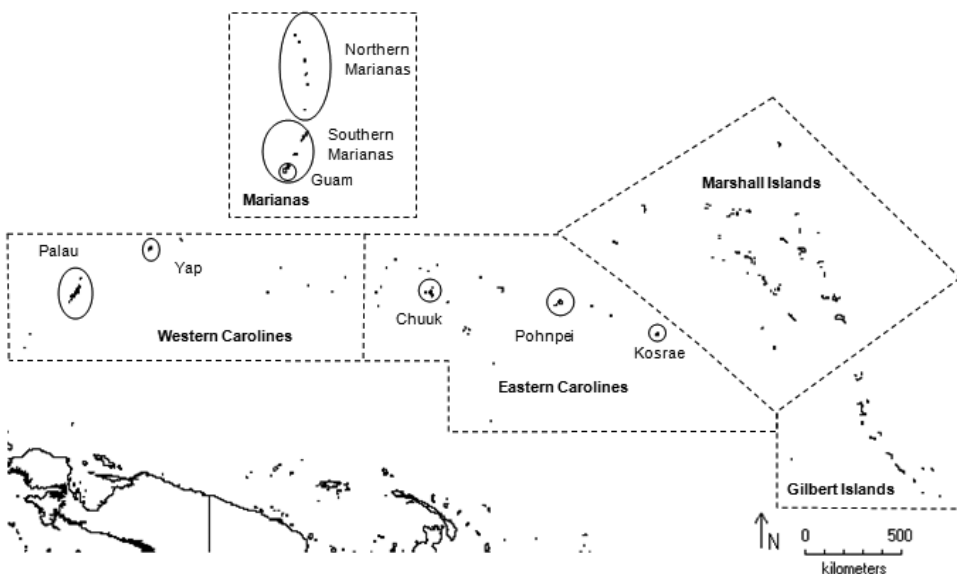 Northern
Marianas
Southern
Marianas
Guam
Marianas
Marshall Islands
Palau
Yap
Western Carolines
Chuuk
Pohnpei
Kosrae
Eastern Carolines
Gilbert Islands
N
0 500
kilometers